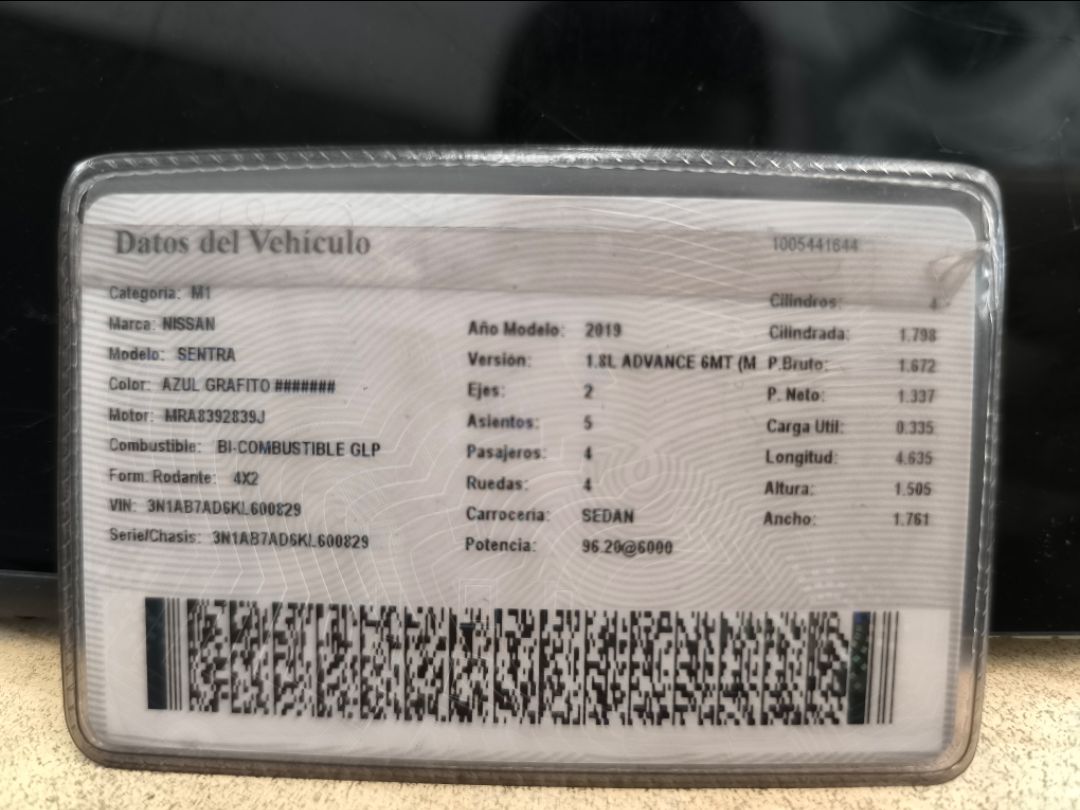 Datos del Vehículo
1005441644
Categoría: M1
Marca: NISSAN
Modelo: SENTRA
Color: AZUL GRAFITO #######
Motor: MRA8392839J
Combustible: BI-COMBUSTIBLE GLP
Form. Rodante: 4X2
VIN: 3N1AB7AD6KL600829
Serie/Chasis: 3N1AB7AD6KL600829
Año Modelo: 2019
Versión: 1.8L ADVANCE 6MT (M
Ejes: 2
Asientos: 5
Pasajeros: 4
Ruedas: 4
Carrocería: SEDAN
Potencia: 96.20@6000
Cilindros: 4
Cilindrada: 1.798
P.Bruto: 1.672
P. Neto: 1.337
Carga Util: 0.335
Longitud: 4.635
Altura: 1.505
Ancho: 1.761